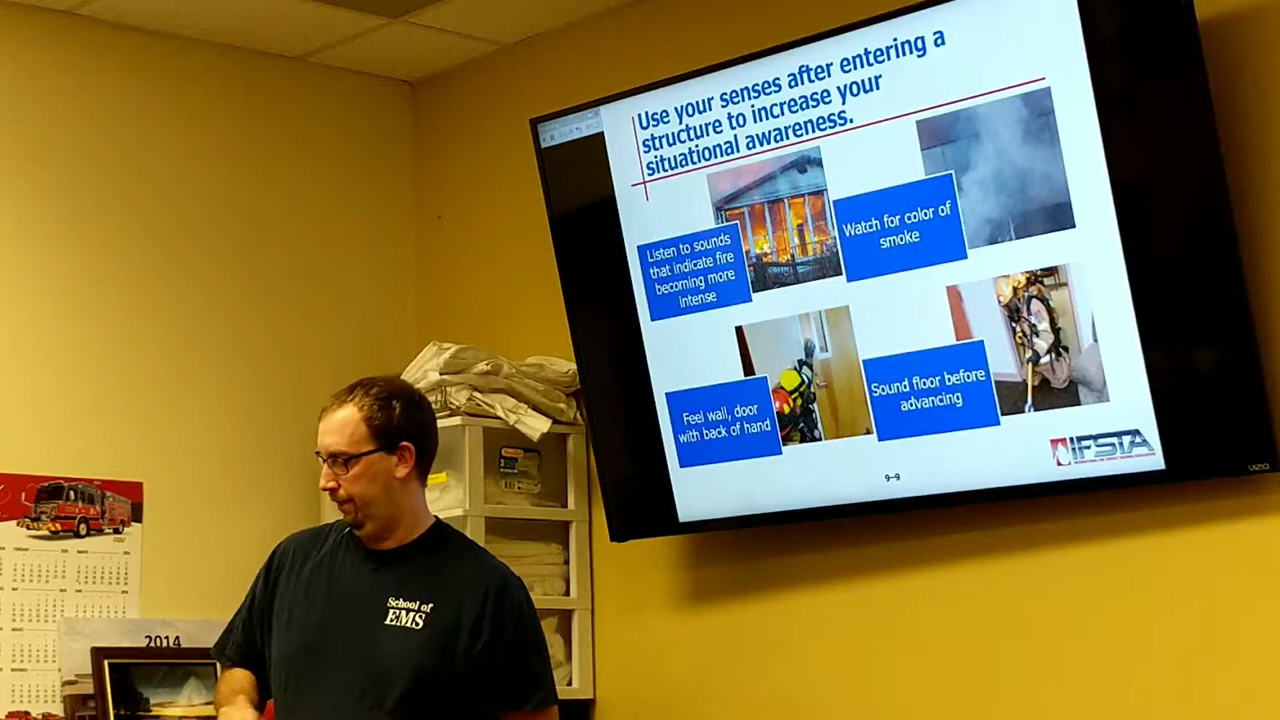 Use your senses after entering a
structure to increase your
situational awareness.
Listen to sounds
that indicate fire
becoming more
intense
Watch for color of
smoke
Feel wall, door
with back of hand
Sound floor before
advancing
IFSTA
9–9
VIZIO
School of
EMS
2014